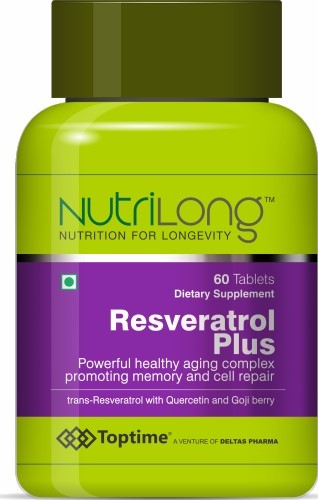 NUTRILONG™
NUTRITION FOR LONGEVITY
60 Tablets
Dietary Supplement
Resveratrol
Plus
Powerful healthy aging complex
promoting memory and cell repair
trans-Resveratrol with Quercetin and Goji berry
Toptime® A VENTURE OF DELTAS PHARMA